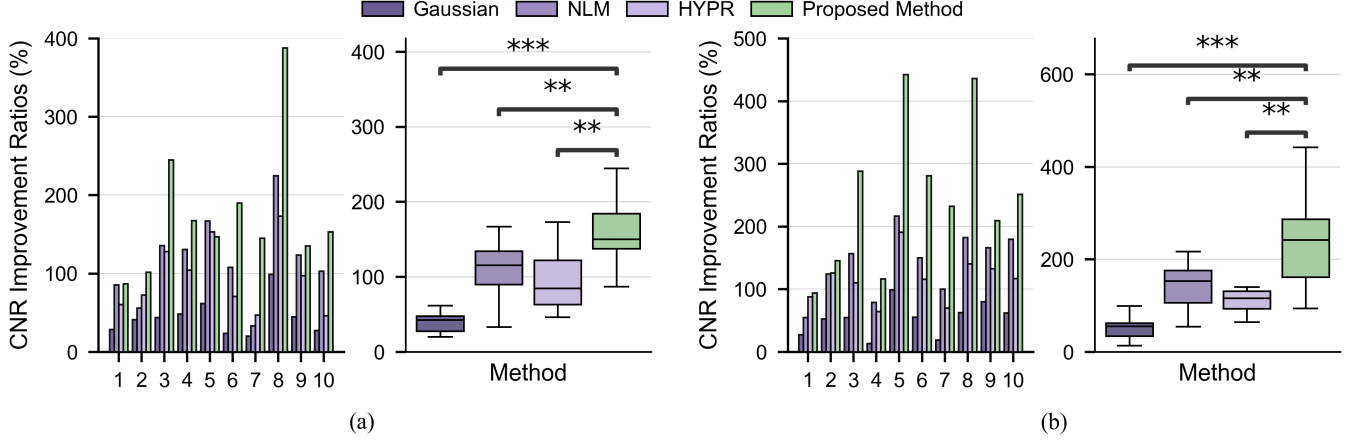 Gaussian NLM HYPR Proposed Method
CNR Improvement Ratios (%)
400
300
200
100
0
1 2 3 4 5 6 7 8 9 10
400
300
200
100
0
***
**
**
Method
(a)
CNR Improvement Ratios (%)
500
400
300
200
100
0
1 2 3 4 5 6 7 8 9 10
600
400
200
0
***
**
**
Method
(b)